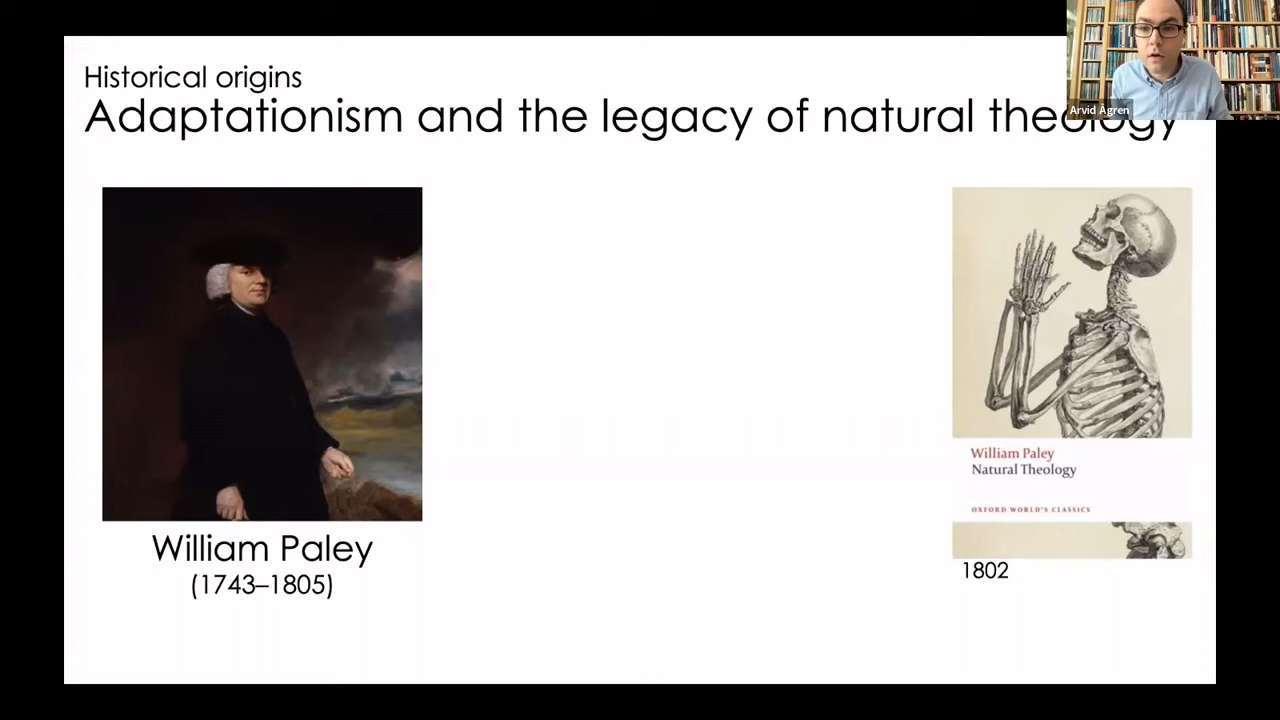 Historical origins
Adaptationism and the legacy of natural theology
Arvid Ågren
William Paley
Natural Theology
OXFORD WORLD'S CLASSICS
William Paley
(1743–1805)
1802